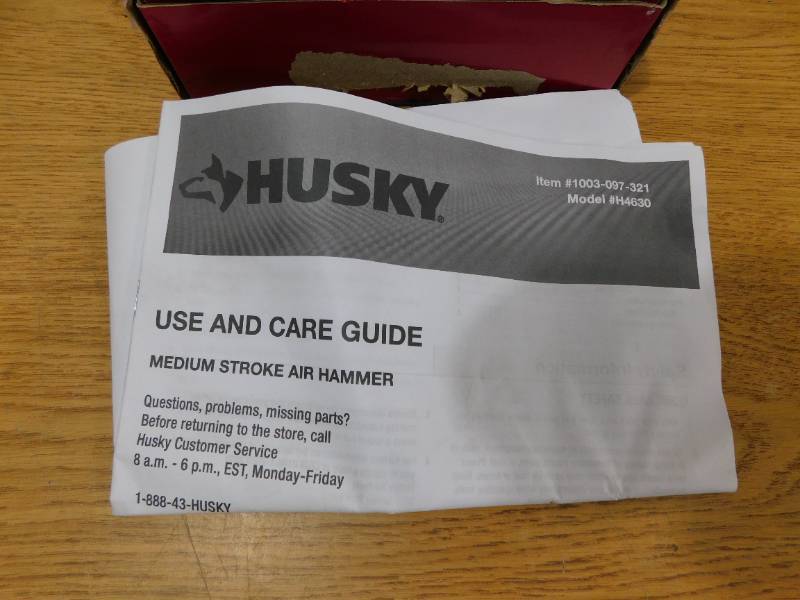 HUSKY®
Item #1003-097-321
Model #H4630
USE AND CARE GUIDE
MEDIUM STROKE AIR HAMMER
Questions, problems, missing parts?
Before returning to the store, call
Husky Customer Service
8 a.m. - 6 p.m., EST, Monday-Friday
1-888-43-HUSKY